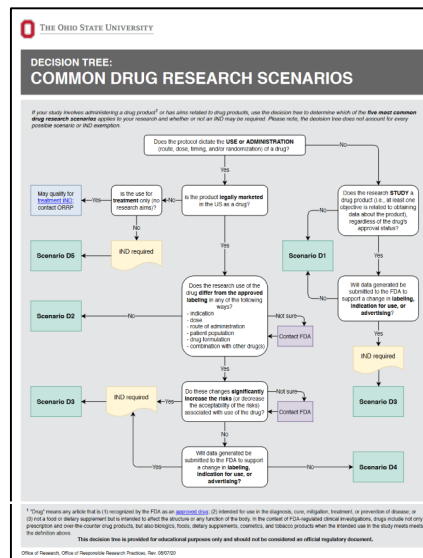 THE OHIO STATE UNIVERSITY
DECISION TREE:
COMMON DRUG RESEARCH SCENARIOS
If your study involves administering a drug product¹ or has aims related to drug products, use the decision tree to determine which of the five most common
drug research scenarios applies to your research and whether or not an IND may be required. Please note, the decision tree does not account for every
possible scenario or IND exemption.
Does the protocol dictate the USE or ADMINISTRATION
(route, dose, timing, and/or randomization) of a drug?
No
Yes
May qualify for
treatment IND;
contact ORRP
Yes
Is the use for
treatment only (no
research aims)?
No
Is the product legally marketed
in the US as a drug?
Does the research STUDY a
drug product (i.e., at least one
objective is related to obtaining
data about the product),
regardless of the drug's
approval status?
No
Yes
No
Yes
Scenario D5
IND required
Scenario D1
Does the research use of the
drug differ from the approved
labeling in any of the following
ways?
- indication
- dose
- route of administration
- patient population
- drug formulation
- combination with other drug(s)
Will data generated be
submitted to the FDA to
support a change in labeling,
indication for use, or
advertising?
No
Scenario D2
No
Not sure
Contact FDA
Yes
Yes
IND required
Scenario D3
IND required
Yes
Do these changes significantly
increase the risks (or decrease
the acceptability of the risks)
associated with use of the drug?
Not sure
Contact FDA
Scenario D3
No
Yes
Will data generated be
submitted to the FDA to support
a change in labeling,
indication for use, or
advertising?
No
Scenario D4
¹ "Drug" means any article that is (1) recognized by the FDA as an approved drug; (2) intended for use in the diagnosis, cure, mitigation, treatment, or prevention of disease; or
(3) not a food or dietary supplement but is intended to affect the structure or any function of the body. In the context of FDA-regulated clinical investigations, drugs include not only
prescription and over-the-counter drug products, but also biologics, foods, dietary supplements, cosmetics, and tobacco products when the intended use in the study meets meets
the definition above.
This decision tree is provided for educational purposes only and should not be considered an official regulatory document.
Office of Research, Office of Responsible Research Practices, Rev. 08/07/20